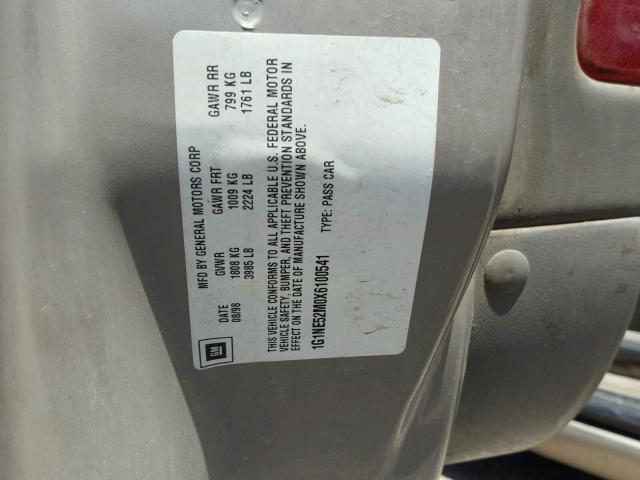 MFD BY GENERAL MOTORS CORP
DATE GVWR GAWR FRT GAWR RR
08/98 1808 KG 1009 KG 799 KG
3985 LB 2224 LB 1761 LB
THIS VEHICLE CONFORMS TO ALL APPLICABLE U.S. FEDERAL MOTOR
VEHICLE SAFETY, BUMPER, AND THEFT PREVENTION STANDARDS IN
EFFECT ON THE DATE OF MANUFACTURE SHOWN ABOVE.
1G1NE52M0X6100541 TYPE: PASS CAR
GM